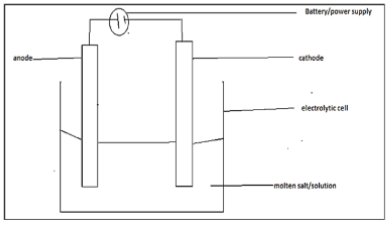 Battery/power supply
anode
cathode
electrolytic cell
molten salt/solution